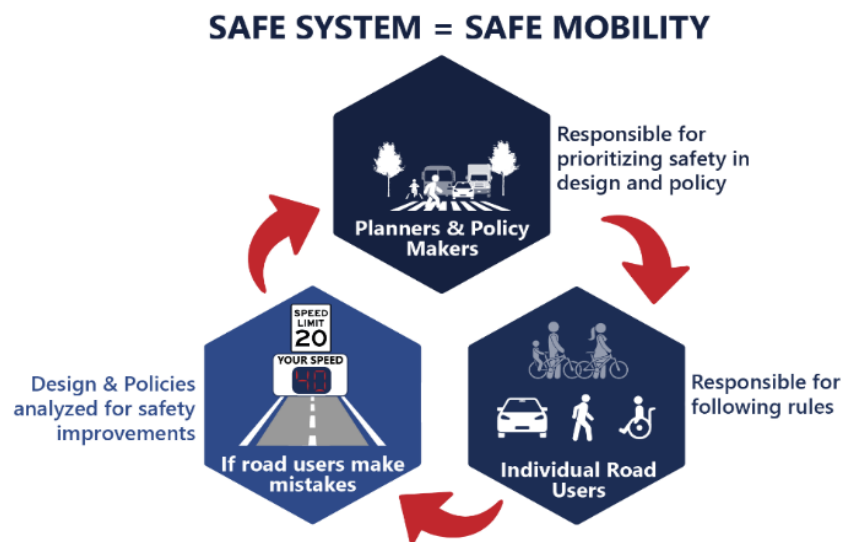 SAFE SYSTEM = SAFE MOBILITY
Responsible for
prioritizing safety in
design and policy
Planners & Policy
Makers
SPEED
LIMIT
20
YOUR SPEED
40
Design & Policies
analyzed for safety
improvements
If road users make
mistakes
Responsible for
following rules
Individual Road
Users